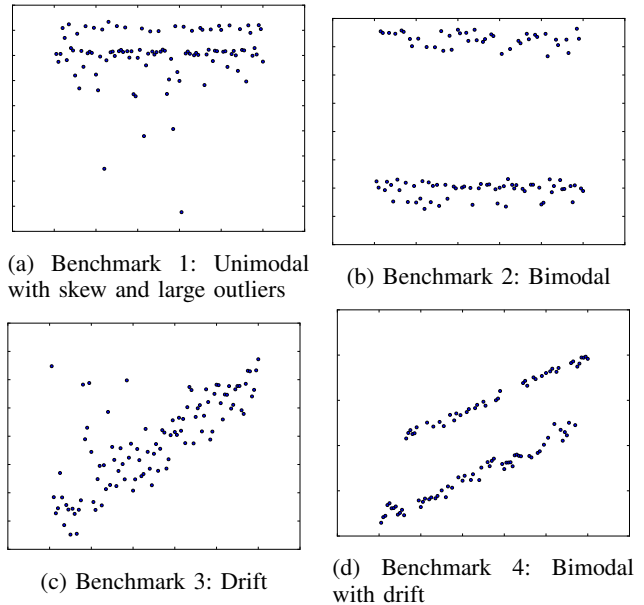 (a) Benchmark 1: Unimodal
with skew and large outliers
(b) Benchmark 2: Bimodal
(c) Benchmark 3: Drift
(d) Benchmark 4: Bimodal
with drift